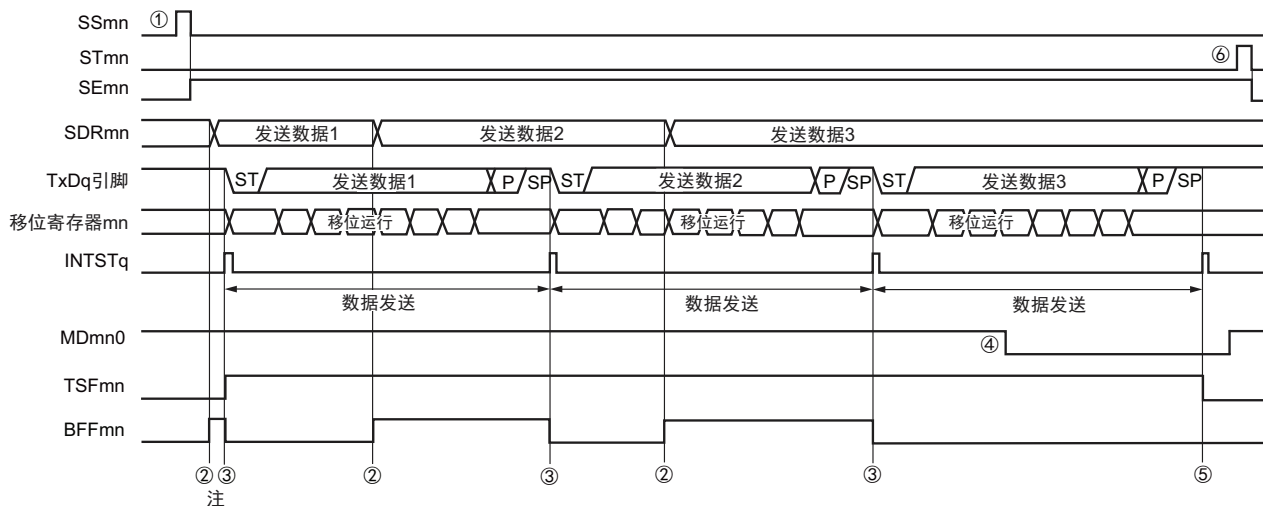 SSmn ①
STmn ⑥
SEmn
SDRmn 发送数据1 发送数据2 发送数据3
TxDq引脚 ST 发送数据1 P SP ST 发送数据2 P SP ST 发送数据3 P SP
移位寄存器mn 移位运行 移位运行 移位运行
INTSTq
数据发送 数据发送 数据发送
MDmn0 ④
TSFmn
BFFmn
② ③ ② ③ ② ③ ⑤
注